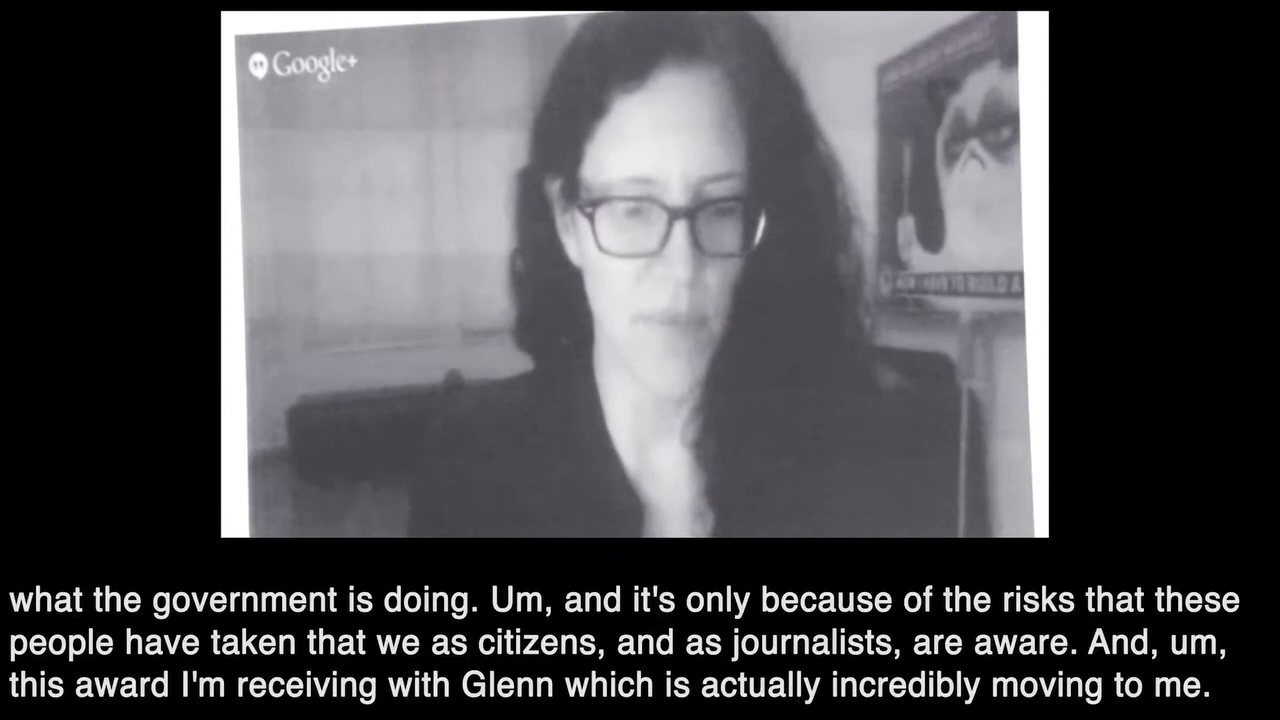 Google+
what the government is doing. Um, and it's only because of the risks that these
people have taken that we as citizens, and as journalists, are aware. And, um,
this award I'm receiving with Glenn which is actually incredibly moving to me.